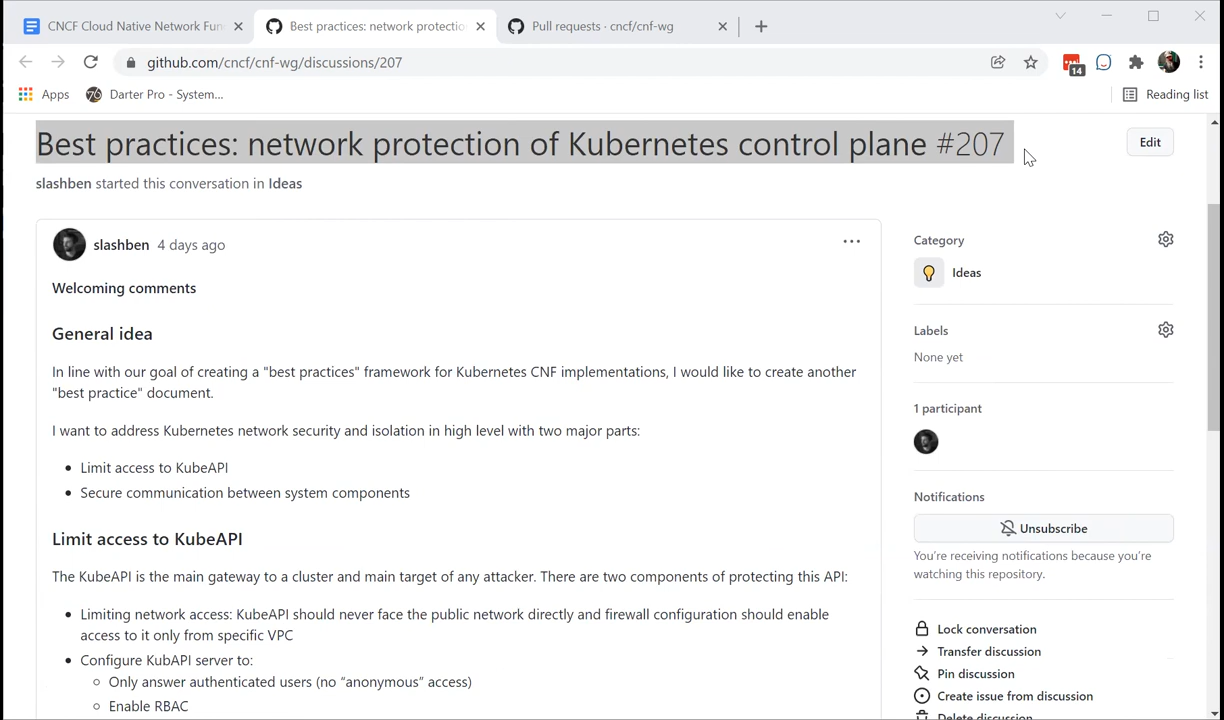 CNCF Cloud Native Network Fun
Best practices: network protectio
Pull requests · cncf/cnf-wg
github.com/cncf/cnf-wg/discussions/207
14
Apps
Darter Pro - System...
Reading list
Best practices: network protection of Kubernetes control plane #207
Edit
slashben started this conversation in Ideas
slashben 4 days ago
Welcoming comments
General idea
In line with our goal of creating a "best practices" framework for Kubernetes CNF implementations, I would like to create another
"best practice" document.
I want to address Kubernetes network security and isolation in high level with two major parts:
Limit access to KubeAPI
Secure communication between system components
Limit access to KubeAPI
The KubeAPI is the main gateway to a cluster and main target of any attacker. There are two components of protecting this API:
Limiting network access: KubeAPI should never face the public network directly and firewall configuration should enable
access to it only from specific VPC
Configure KubAPI server to:
Only answer authenticated users (no “anonymous” access)
Enable RBAC
Category
Ideas
Labels
None yet
1 participant
Notifications
Unsubscribe
You’re receiving notifications because you’re
watching this repository.
Lock conversation
Transfer discussion
Pin discussion
Create issue from discussion
Delete discussion